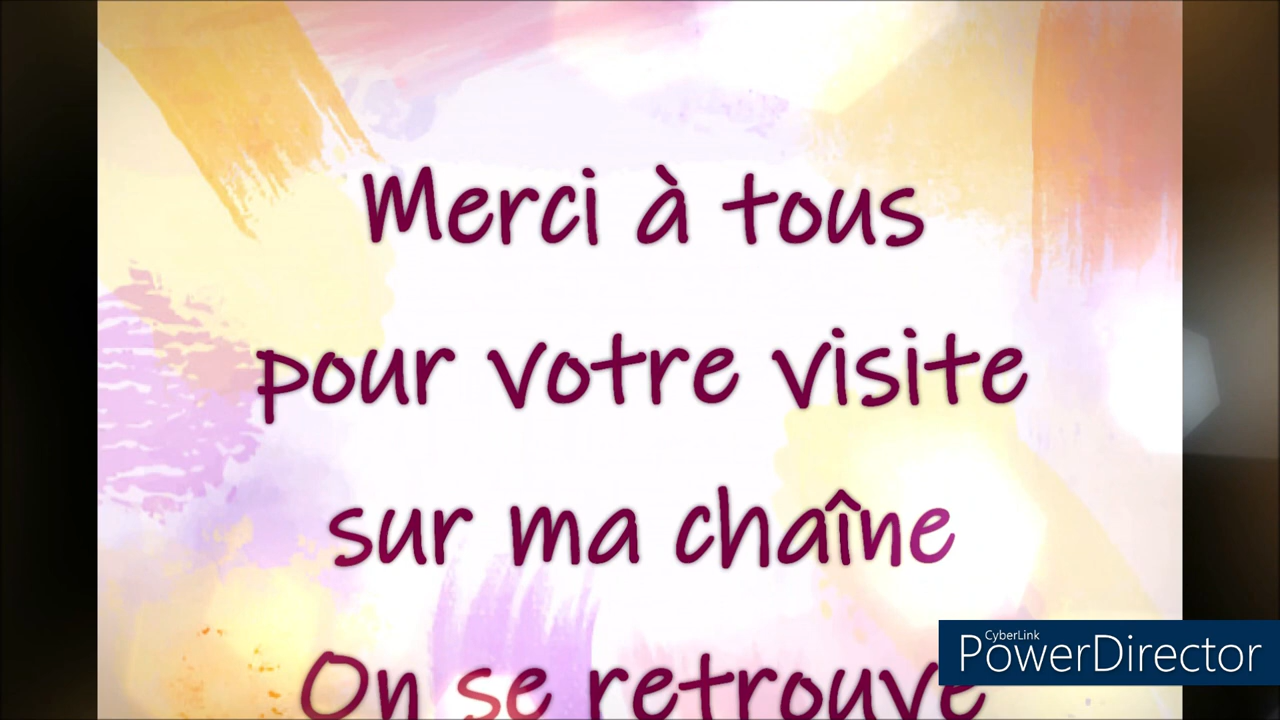 Merci à tous
pour votre visite
sur ma chaîne
On se retrouve
CyberLink
PowerDirector